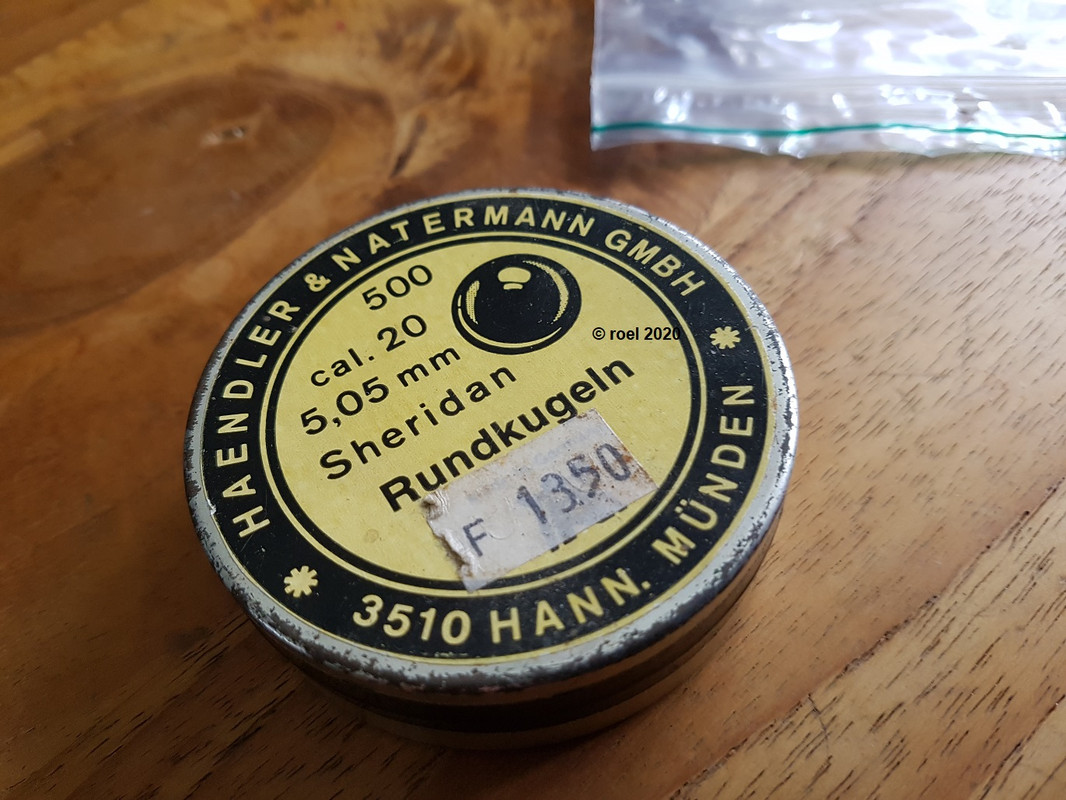 HAENDLER & NATERMANN GMBH
500
cal. 20
5,05 mm
Sheridan
Rundkugeln
F 1350
3510 HANN. MÜNDEN
© roel 2020